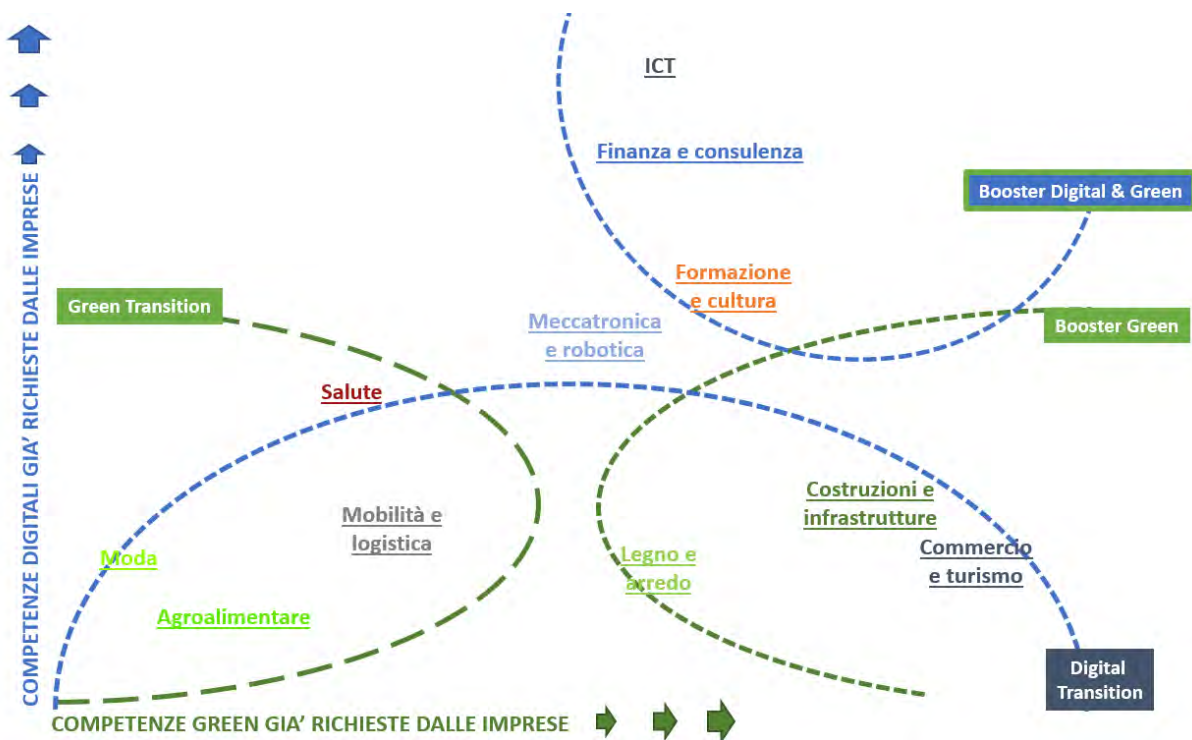 ICT
Finanza e consulenza
Booster Digital & Green
Formazione
e cultura
Green Transition
Meccatronica
e robotica
Booster Green
Salute
COMPETENZE DIGITALI GIA’ RICHIESTE DALLE IMPRESE
Costruzioni e
infrastrutture
Mobilità e
logistica
Commercio
e turismo
Moda
Legno e
arredo
Agroalimentare
Digital
Transition
COMPETENZE GREEN GIA’ RICHIESTE DALLE IMPRESE